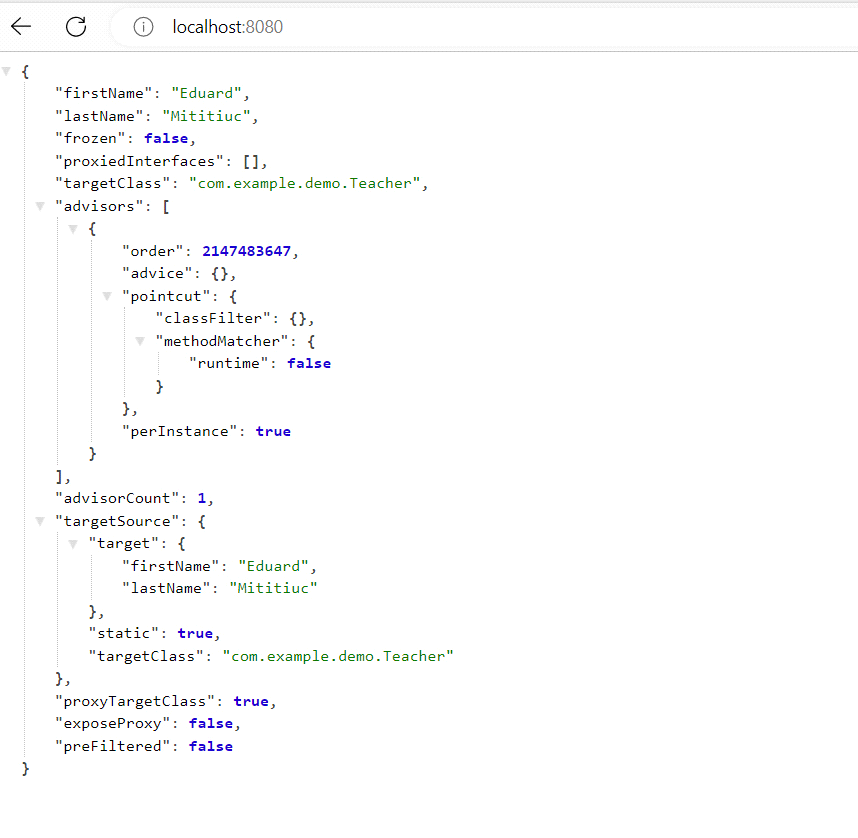 localhost:8080
{
"firstName": "Eduard",
"lastName": "Mititiuc",
"frozen": false,
"proxiedInterfaces": [],
"targetClass": "com.example.demo.Teacher",
"advisors": [
{
"order": 2147483647,
"advice": {},
"pointcut": {
"classFilter": {},
"methodMatcher": {
"runtime": false
}
},
"perInstance": true
}
],
"advisorCount": 1,
"targetSource": {
"target": {
"firstName": "Eduard",
"lastName": "Mititiuc"
},
"static": true,
"targetClass": "com.example.demo.Teacher"
},
"proxyTargetClass": true,
"exposeProxy": false,
"preFiltered": false
}